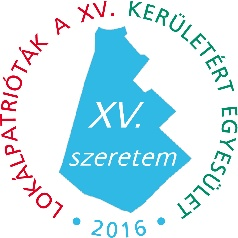 LOKÁLPATRIÓTÁK A XV. KERÜLETÉRT EGYESÜLET
XV.
szeretem
• 2016 •